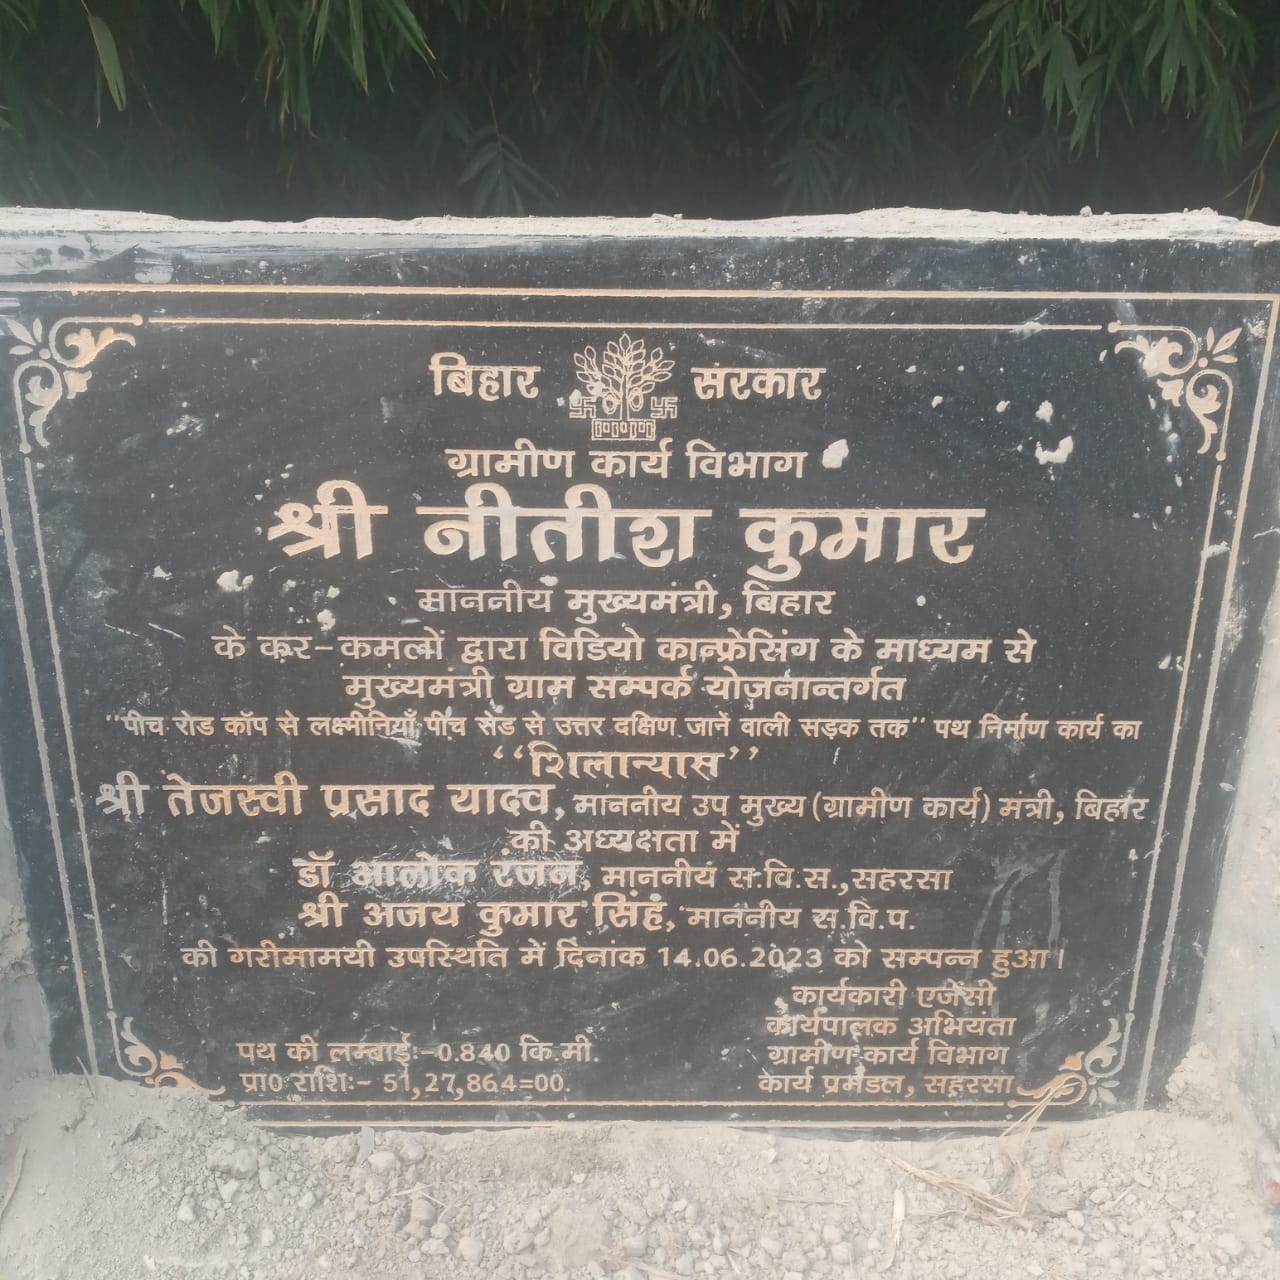 बिहार सरकार
ग्रामीण कार्य विभाग
श्री नीतीश कुमार
माननीय मुख्यमंत्री, बिहार
के कर-कमलों द्वारा विडियो कान्फ्रेसिंग के माध्यम से
मुख्यमंत्री ग्राम सम्पर्क योजनान्तर्गत
"पीच रोड कॉप से लक्ष्मीनियाँ पीच रोड से उत्तर दक्षिण जाने वाली सड़क तक" पथ निर्माण कार्य का
“शिलान्यास”
श्री तेजस्वी प्रसाद यादव, माननीय उप मुख्य (ग्रामीण कार्य) मंत्री, बिहार
की अध्यक्षता में
डॉ आलोक रंजन, माननीय स.वि.स., सहरसा
श्री अजय कुमार सिंह, माननीय स.वि.प.
की गरीमामयी उपस्थिति में दिनांक 14.06.2023 को सम्पन्न हुआ।
कार्यकारी एजेंसी
कार्यपालक अभियंता
पथ की लम्बाई:-0.840 कि.मी. ग्रामीण कार्य विभाग
प्रा0 राशि:- 51,27,864=00. कार्य प्रमंडल, सहरसा